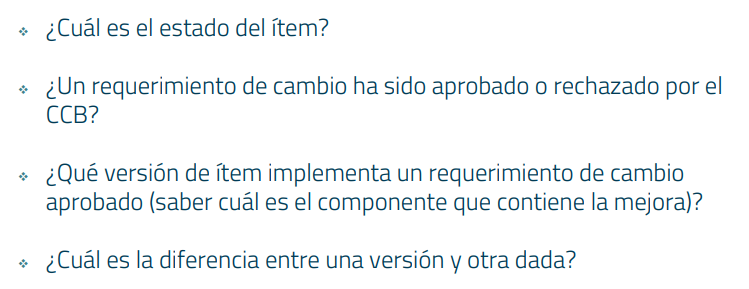 ¿Cuál es el estado del ítem?
¿Un requerimiento de cambio ha sido aprobado o rechazado por el
CCB?
¿Qué versión de ítem implementa un requerimiento de cambio
aprobado (saber cuál es el componente que contiene la mejora)?
¿Cuál es la diferencia entre una versión y otra dada?